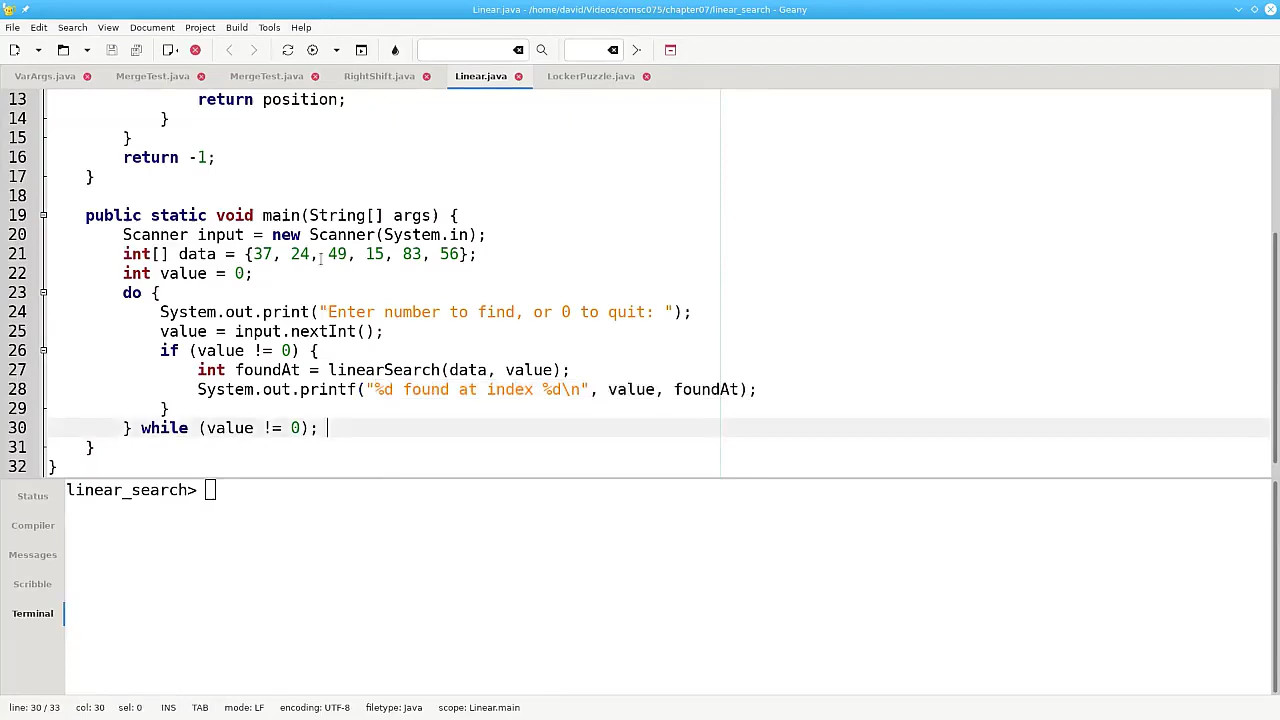 Linear.java - /home/david/Videos/comsc075/chapter07/linear_search - Geany
File Edit Search View Document Project Build Tools Help
VarArgs.java MergeTest.java MergeTest.java RightShift.java Linear.java LockerPuzzle.java
13 return position;
14 }
15 }
16 return -1;
17 }
18
19 public static void main(String[] args) {
20 Scanner input = new Scanner(System.in);
21 int[] data = {37, 24, 49, 15, 83, 56};
22 int value = 0;
23 do {
24 System.out.print("Enter number to find, or 0 to quit: ");
25 value = input.nextInt();
26 if (value != 0) {
27 int foundAt = linearSearch(data, value);
28 System.out.printf("%d found at index %d\n", value, foundAt);
29 }
30 } while (value != 0);
31 }
32 }
Status
Compiler
Messages
Scribble
Terminal
linear_search>
line: 30 / 33 col: 30 sel: 0 INS TAB mode: LF encoding: UTF-8 filetype: Java scope: Linear.main